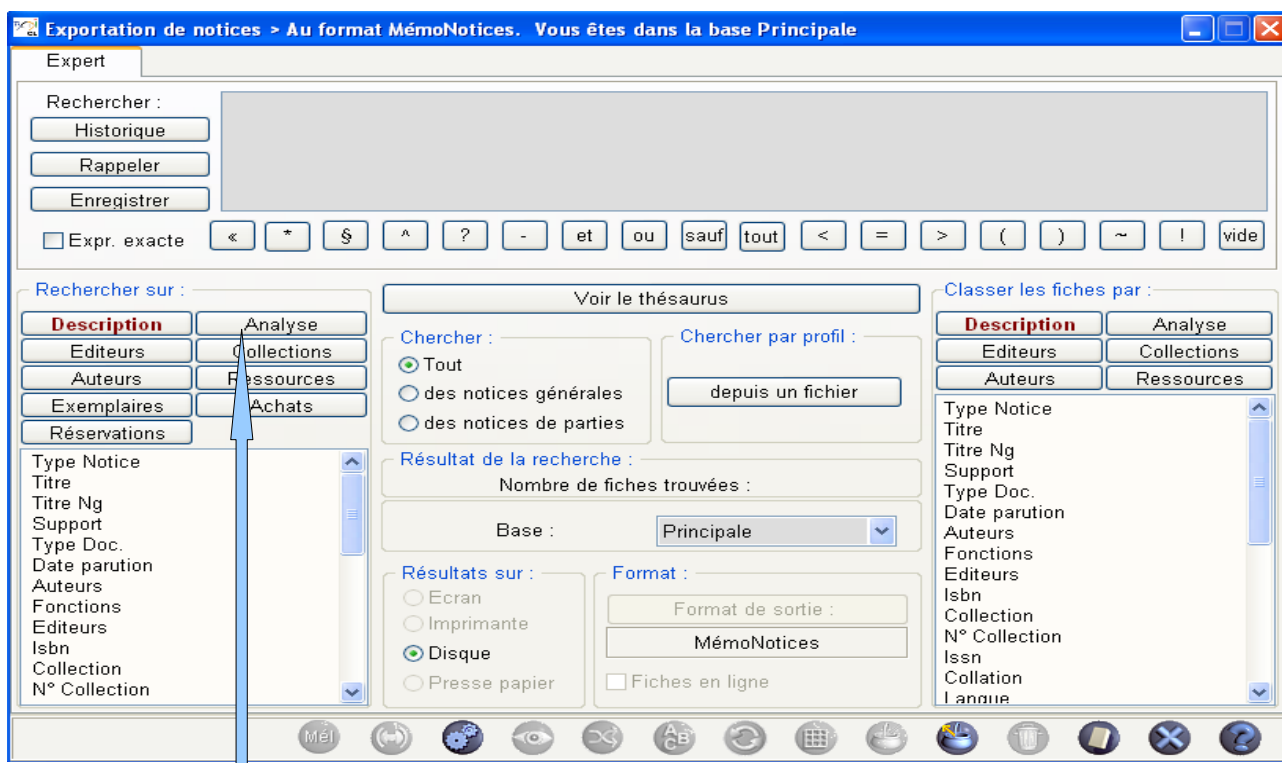 Exportation de notices > Au format MémoNotices. Vous êtes dans la base Principale
Expert
Rechercher :
Historique
Rappeler
Enregistrer
Expr. exacte « * § ^ ? - et ou sauf tout < = > ( ) ~ ! vide
Rechercher sur :
Description Analyse
Editeurs Collections
Auteurs Ressources
Exemplaires Achats
Réservations
Type Notice
Titre
Titre Ng
Support
Type Doc.
Date parution
Auteurs
Fonctions
Editeurs
Isbn
Collection
N° Collection
Voir le thésaurus
Chercher :
Tout
des notices générales
des notices de parties
Chercher par profil :
depuis un fichier
Résultat de la recherche :
Nombre de fiches trouvées :
Base : Principale
Résultats sur :
Ecran
Imprimante
Disque
Presse papier
Format :
Format de sortie :
MémoNotices
Fiches en ligne
Classer les fiches par :
Description Analyse
Editeurs Collections
Auteurs Ressources
Type Notice
Titre
Titre Ng
Support
Type Doc.
Date parution
Auteurs
Fonctions
Editeurs
Isbn
Collection
N° Collection
Issn
Collation
Langue
Mél
ABC
?